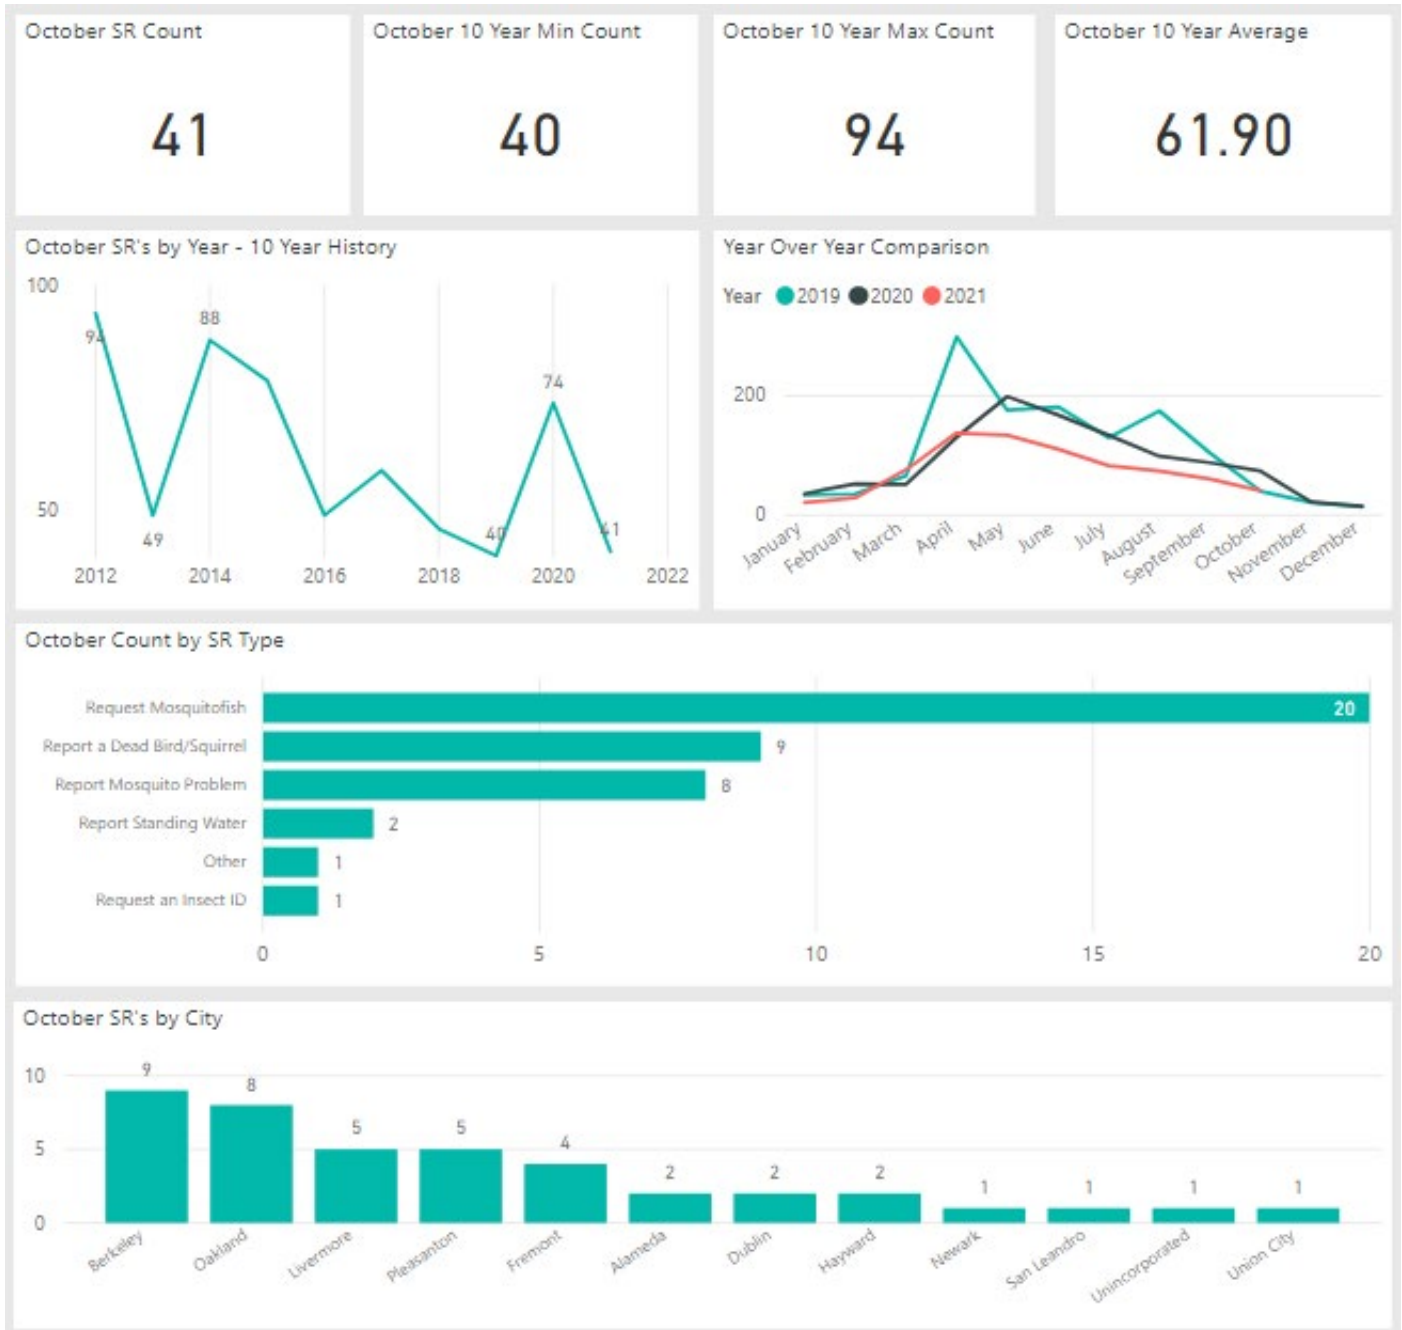 October SR Count
41
October 10 Year Min Count
40
October 10 Year Max Count
94
October 10 Year Average
61.90
October SR's by Year - 10 Year History
100
50
94
49
88
40
74
41
2012 2014 2016 2018 2020 2022
Year Over Year Comparison
Year 2019 2020 2021
200
0
January February March April May June July August September October November December
October Count by SR Type
Request Mosquitofish 20
Report a Dead Bird/Squirrel 9
Report Mosquito Problem 8
Report Standing Water 2
Other 1
Request an Insect ID 1
0 5 10 15 20
October SR's by City
10
5
0
9 8 5 5 4 2 2 2 1 1 1 1
Berkeley Oakland Livermore Pleasanton Fremont Alameda Dublin Hayward Newark San Leandro Unincorporated Union City